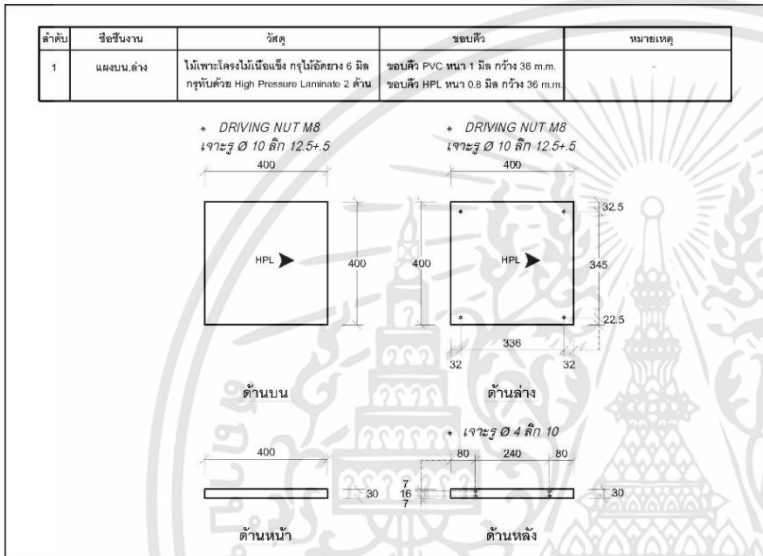 ลำดับ ชื่อชิ้นงาน วัสดุ ขอบคิ้ว หมายเหตุ
1 แผงบน,ล่าง ไม้เพาะโครงไม้เนื้อแข็ง กรุไม้อัดยาง 6 มิล ขอบคิ้ว PVC หนา 1 มิล กว้าง 36 m.m. -
กรุทับด้วย High Pressure Laminate 2 ด้าน ขอบคิ้ว HPL หนา 0.8 มิล กว้าง 36 m.m.
+ DRIVING NUT M8 + DRIVING NUT M8
เจาะรู Ø 10 ลึก 12.5+.5 เจาะรู Ø 10 ลึก 12.5+.5
400 400
32.5
HPL 400 400 HPL 345
22.5
336
32 32
ด้านบน ด้านล่าง
+ เจาะรู Ø 4 ลึก 10
400 80 240 80
7
30 16 30
7
ด้านหน้า ด้านหลัง